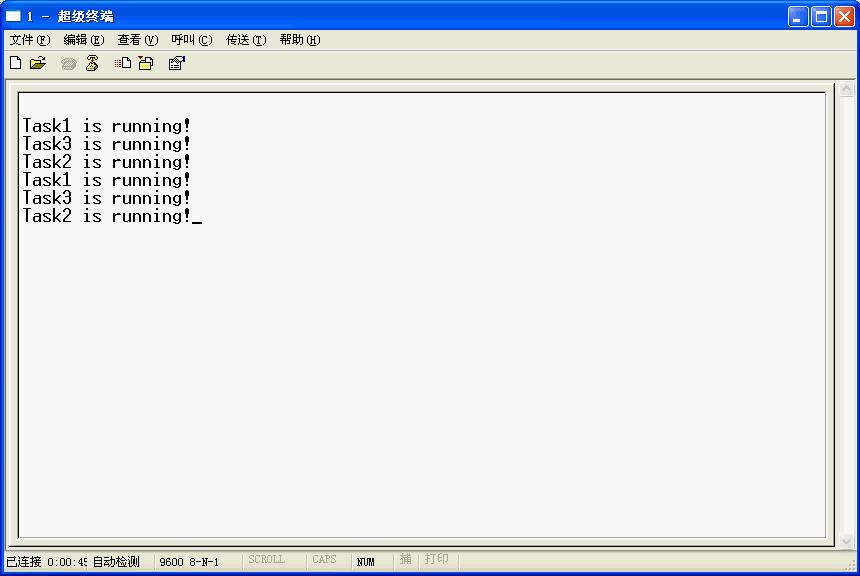 1 - 超级终端
文件(F) 编辑(E) 查看(V) 呼叫(C) 传送(T) 帮助(H)
Task1 is running!
Task3 is running!
Task2 is running!
Task1 is running!
Task3 is running!
Task2 is running!_
已连接 0:00:45 自动检测 9600 8-N-1 SCROLL CAPS NUM 捕 打印